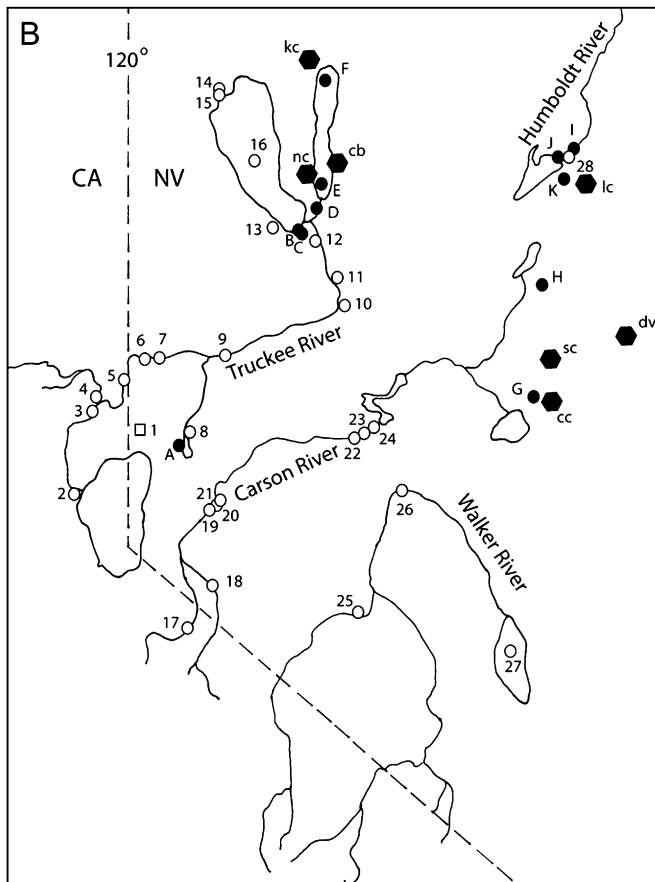 B
kc
F
120°
14
15
16
nc
cb
E
CA
NV
D
13
B
C
12
11
10
Humboldt River
J
I
28
K
lc
H
dv
sc
G
cc
6
7
9
Truckee River
5
4
3
1
8
A
2
23
22
24
Carson River
21
20
19
26
Walker River
18
17
25
27